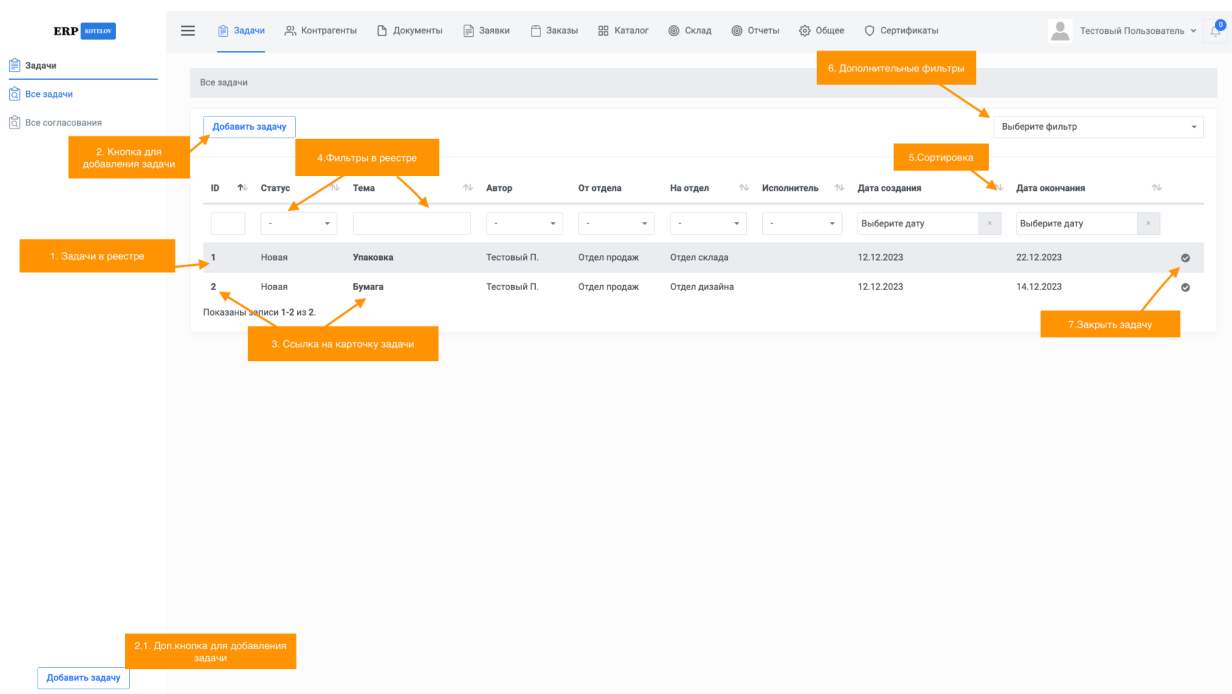 ERP KOTELOV
Задачи Контрагенты Документы Заявки Заказы Каталог Склад Отчеты Общее Сертификаты Тестовый Пользователь 0
Задачи
Все задачи
Все согласования
Все задачи
6. Дополнительные фильтры
Добавить задачу
Выберите фильтр
2. Кнопка для
добавления задачи
4.Фильтры в реестре
5.Сортировка
ID Статус Тема Автор От отдела На отдел Исполнитель Дата создания Дата окончания
- - - - - Выберите дату × Выберите дату ×
1. Задачи в реестре
1 Новая Упаковка Тестовый П. Отдел продаж Отдел склада 12.12.2023 22.12.2023
2 Новая Бумага Тестовый П. Отдел продаж Отдел дизайна 12.12.2023 14.12.2023
Показаны записи 1-2 из 2.
3. Ссылка на карточку задачи
7.Закрыть задачу
2.1. Доп.кнопка для добавления
задачи
Добавить задачу